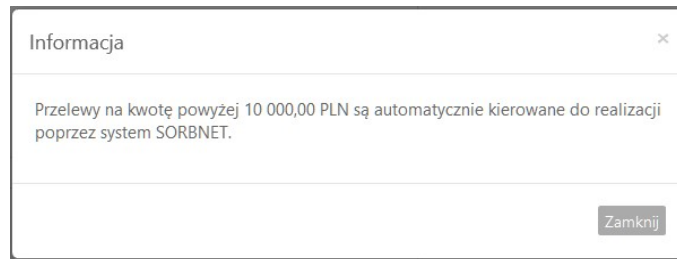 Informacja
×
Przelewy na kwotę powyżej 10 000,00 PLN są automatycznie kierowane do realizacji
poprzez system SORBNET.
Zamknij